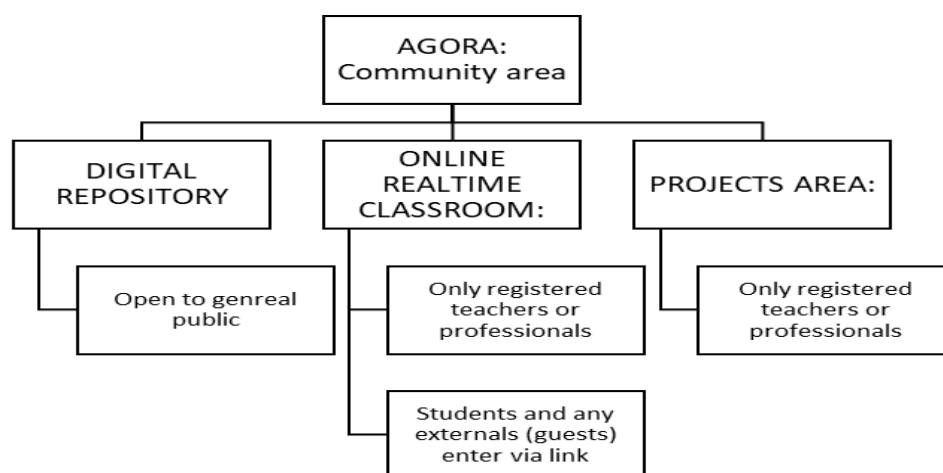 AGORA:
Community area
DIGITAL
REPOSITORY
ONLINE
REALTIME
CLASSROOM:
PROJECTS AREA:
Open to genreal
public
Only registered
teachers or
professionals
Only registered
teachers or
professionals
Students and any
externals (guests)
enter via link